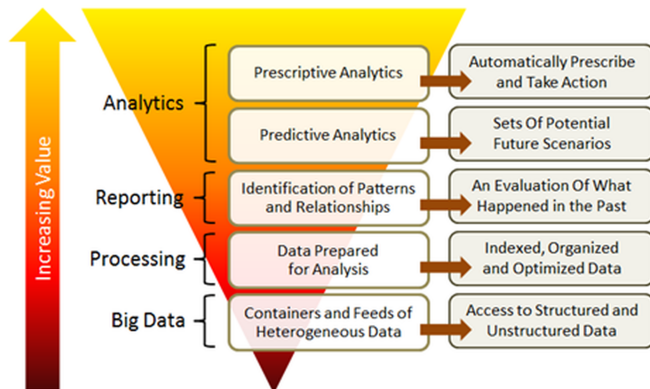 Increasing Value
Analytics
Prescriptive Analytics
Automatically Prescribe
and Take Action
Predictive Analytics
Sets Of Potential
Future Scenarios
Reporting
Identification of Patterns
and Relationships
An Evaluation Of What
Happened in the Past
Processing
Data Prepared
for Analysis
Indexed, Organized
and Optimized Data
Big Data
Containers and Feeds of
Heterogeneous Data
Access to Structured and
Unstructured Data